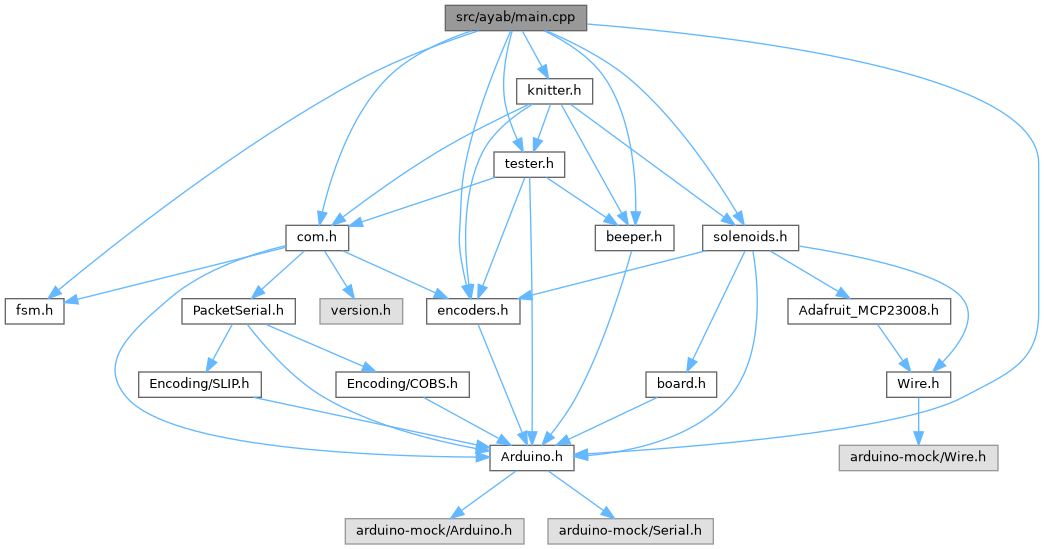 src/ayab/main.cpp
knitter.h
tester.h
com.h
beeper.h
solenoids.h
fsm.h
PacketSerial.h
version.h
encoders.h
Adafruit_MCP23008.h
Encoding/SLIP.h
Encoding/COBS.h
board.h
Wire.h
Arduino.h
arduino-mock/Wire.h
arduino-mock/Arduino.h
arduino-mock/Serial.h